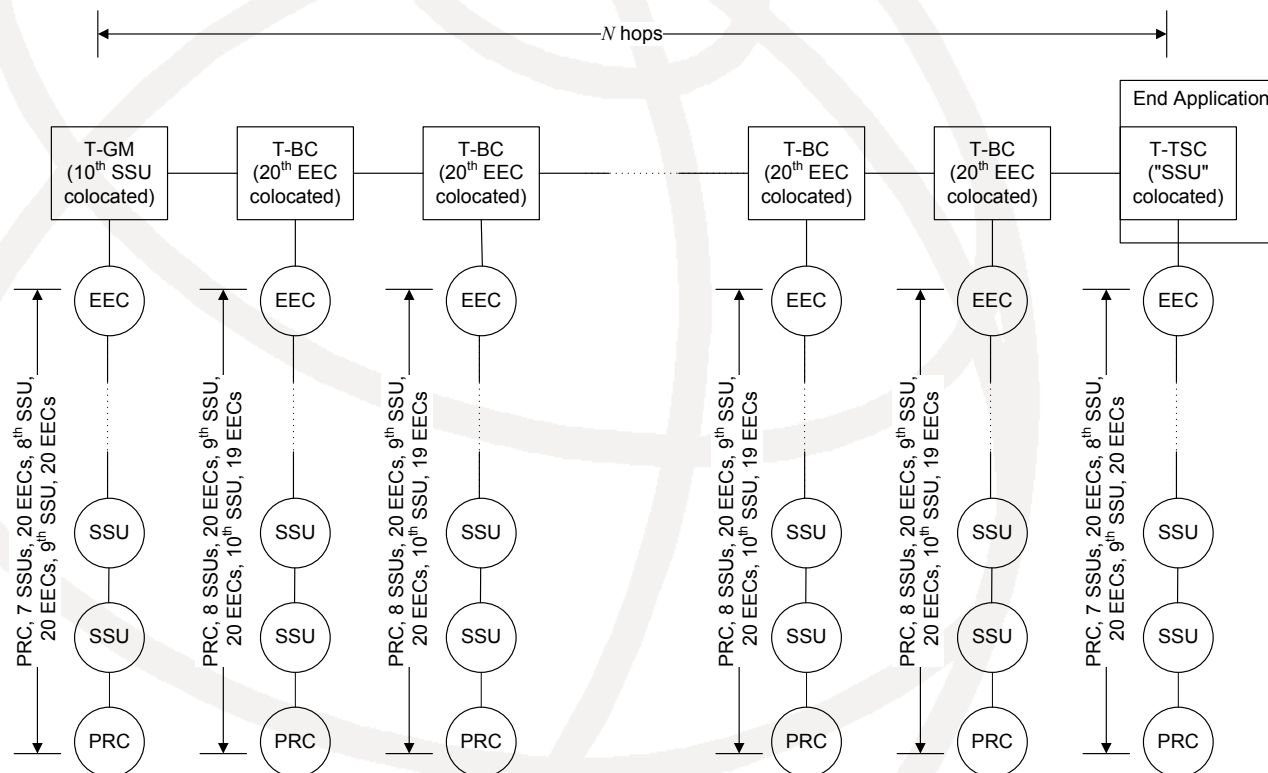 N hops
End Application
T-GM
(10th SSU
colocated)
T-BC
(20th EEC
colocated)
T-BC
(20th EEC
colocated)
T-BC
(20th EEC
colocated)
T-BC
(20th EEC
colocated)
T-TSC
("SSU"
colocated)
EEC
EEC
EEC
EEC
EEC
EEC
PRC, 7 SSUs, 20 EECs, 8th SSU,
20 EECs, 9th SSU, 20 EECs
PRC, 8 SSUs, 20 EECs, 9th SSU,
20 EECs, 10th SSU, 19 EECs
PRC, 8 SSUs, 20 EECs, 9th SSU,
20 EECs, 10th SSU, 19 EECs
PRC, 8 SSUs, 20 EECs, 9th SSU,
20 EECs, 10th SSU, 19 EECs
PRC, 8 SSUs, 20 EECs, 9th SSU,
20 EECs, 10th SSU, 19 EECs
PRC, 7 SSUs, 20 EECs, 8th SSU,
20 EECs, 9th SSU, 20 EECs
SSU
SSU
SSU
SSU
SSU
SSU
SSU
SSU
SSU
SSU
SSU
SSU
PRC
PRC
PRC
PRC
PRC
PRC